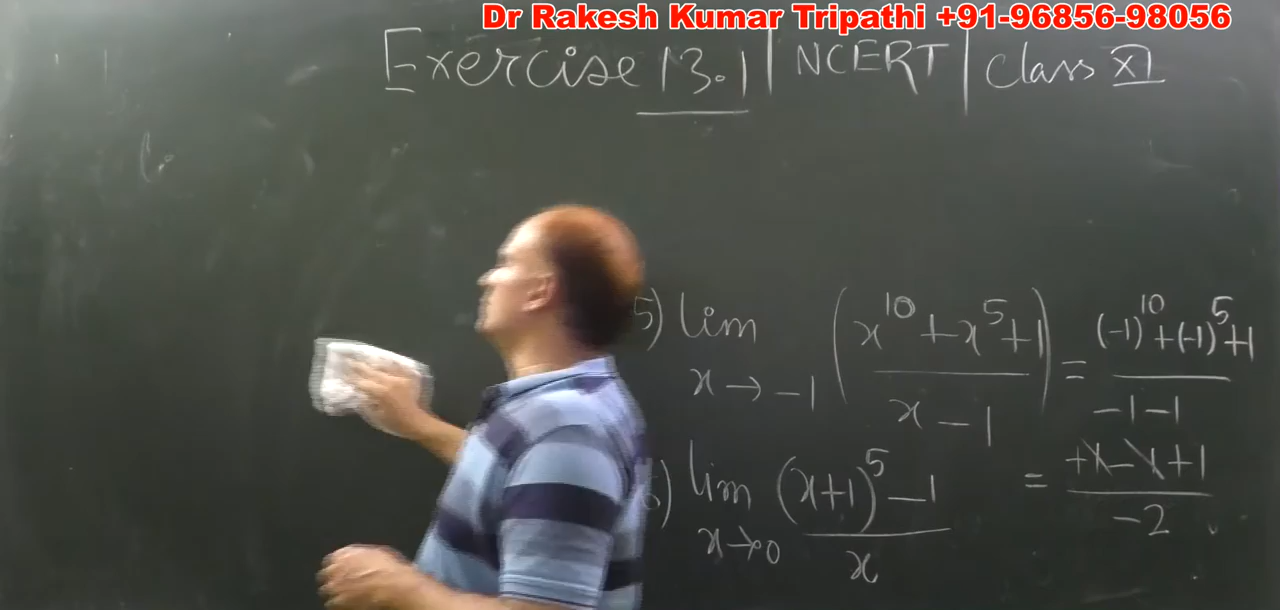 Dr Rakesh Kumar Tripathi +91-96856-98056
Exercise 13.1 | NCERT | Class XI
5) lim x→-1 (x^10+x^5+1 / x-1) = (-1)^10+(-1)^5+1 / -1-1
= +1-1+1 / -2
6) lim x→0 (x+1)^5-1 / x